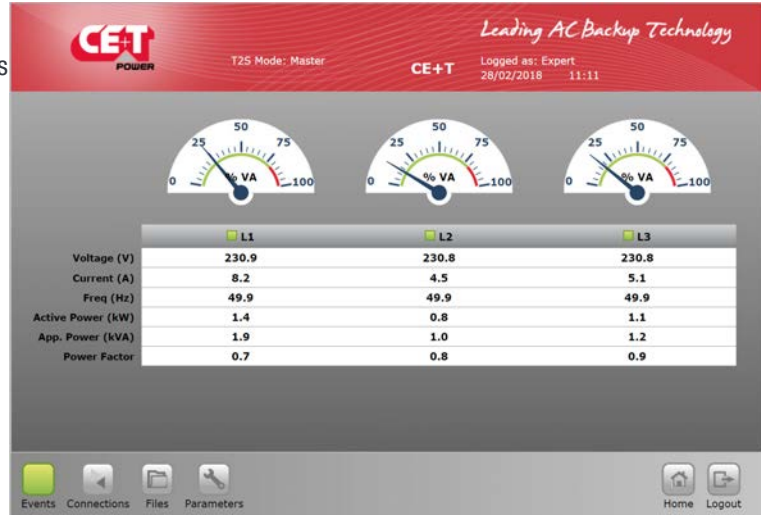 CE+T
POWER
Leading AC Backup Technology
T2S Mode: Master
CE+T
Logged as: Expert
28/02/2018 11:11
s
0 25 50 75 100
% VA
0 25 50 75 100
% VA
0 25 50 75 100
% VA
L1 L2 L3
Voltage (V) 230.9 230.8 230.8
Current (A) 8.2 4.5 5.1
Freq (Hz) 49.9 49.9 49.9
Active Power (kW) 1.4 0.8 1.1
App. Power (kVA) 1.9 1.0 1.2
Power Factor 0.7 0.8 0.9
Events Connections Files Parameters Home Logout